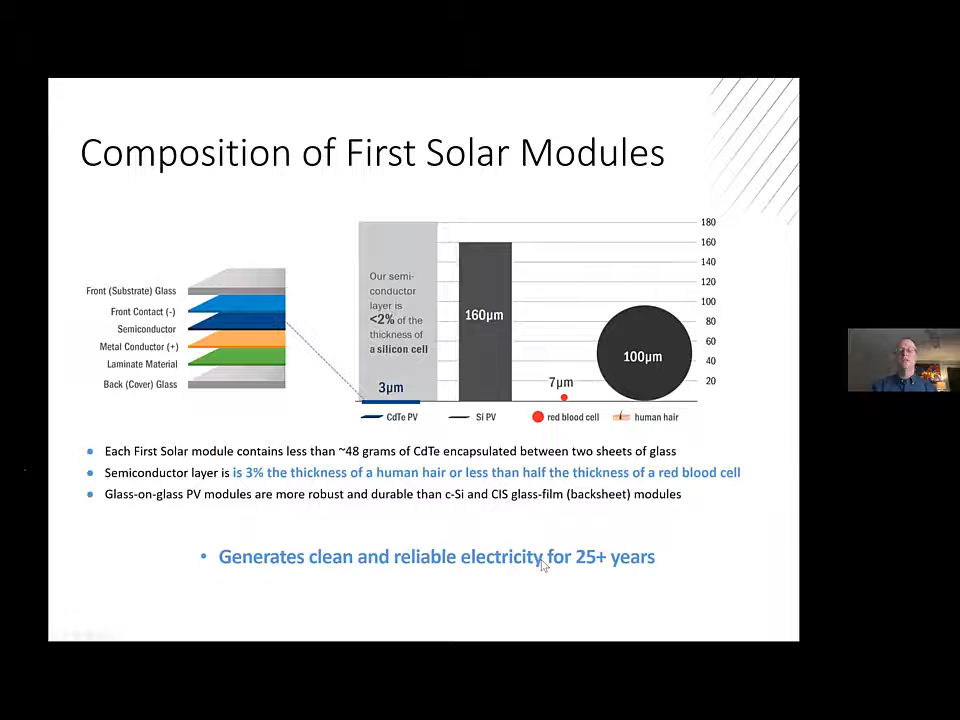 Composition of First Solar Modules
Front (Substrate) Glass
Front Contact (-)
Semiconductor
Metal Conductor (+)
Laminate Material
Back (Cover) Glass
Our semi-
conductor
layer is
<2% of the
thickness of
a silicon cell
3µm
160µm
7µm
100µm
180
160
140
120
100
80
60
40
20
CdTe PV
Si PV
red blood cell
human hair
• Each First Solar module contains less than ~48 grams of CdTe encapsulated between two sheets of glass
• Semiconductor layer is is 3% the thickness of a human hair or less than half the thickness of a red blood cell
• Glass-on-glass PV modules are more robust and durable than c-Si and CIS glass-film (backsheet) modules
• Generates clean and reliable electricity for 25+ years